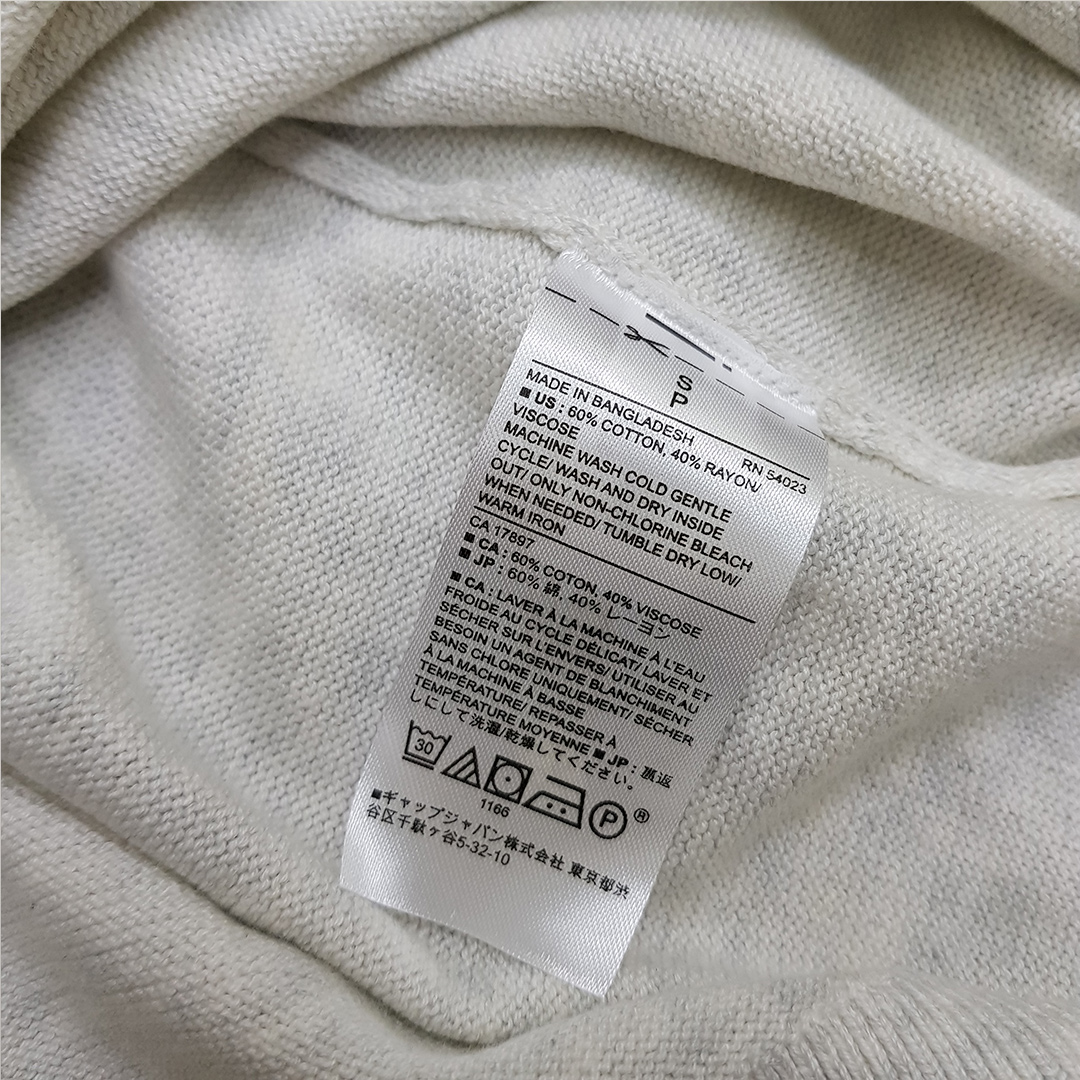 S
P
MADE IN BANGLADESH RN 54023
■ US : 60% COTTON, 40% RAYON/
VISCOSE
MACHINE WASH COLD GENTLE
CYCLE/ WASH AND DRY INSIDE
OUT/ ONLY NON-CHLORINE BLEACH
WHEN NEEDED/ TUMBLE DRY LOW/
WARM IRON
CA 17897
■ CA : 60% COTON, 40% VISCOSE
■ JP : 60% 綿, 40% レーヨン
■ CA : LAVER À LA MACHINE À L'EAU
FROIDE AU CYCLE DÉLICAT/ LAVER ET
SÉCHER SUR L'ENVERS/ UTILISER AU
BESOIN UN AGENT DE BLANCHIMENT
SANS CHLORE UNIQUEMENT/ SÉCHER
À LA MACHINE À BASSE
TEMPÉRATURE/ REPASSER À
TEMPÉRATURE MOYENNE ■ JP : 裏返
しにして洗濯/乾燥してください。
30 P ®
1166
■ギャップジャパン株式会社 東京都渋
谷区千駄ヶ谷5-32-10